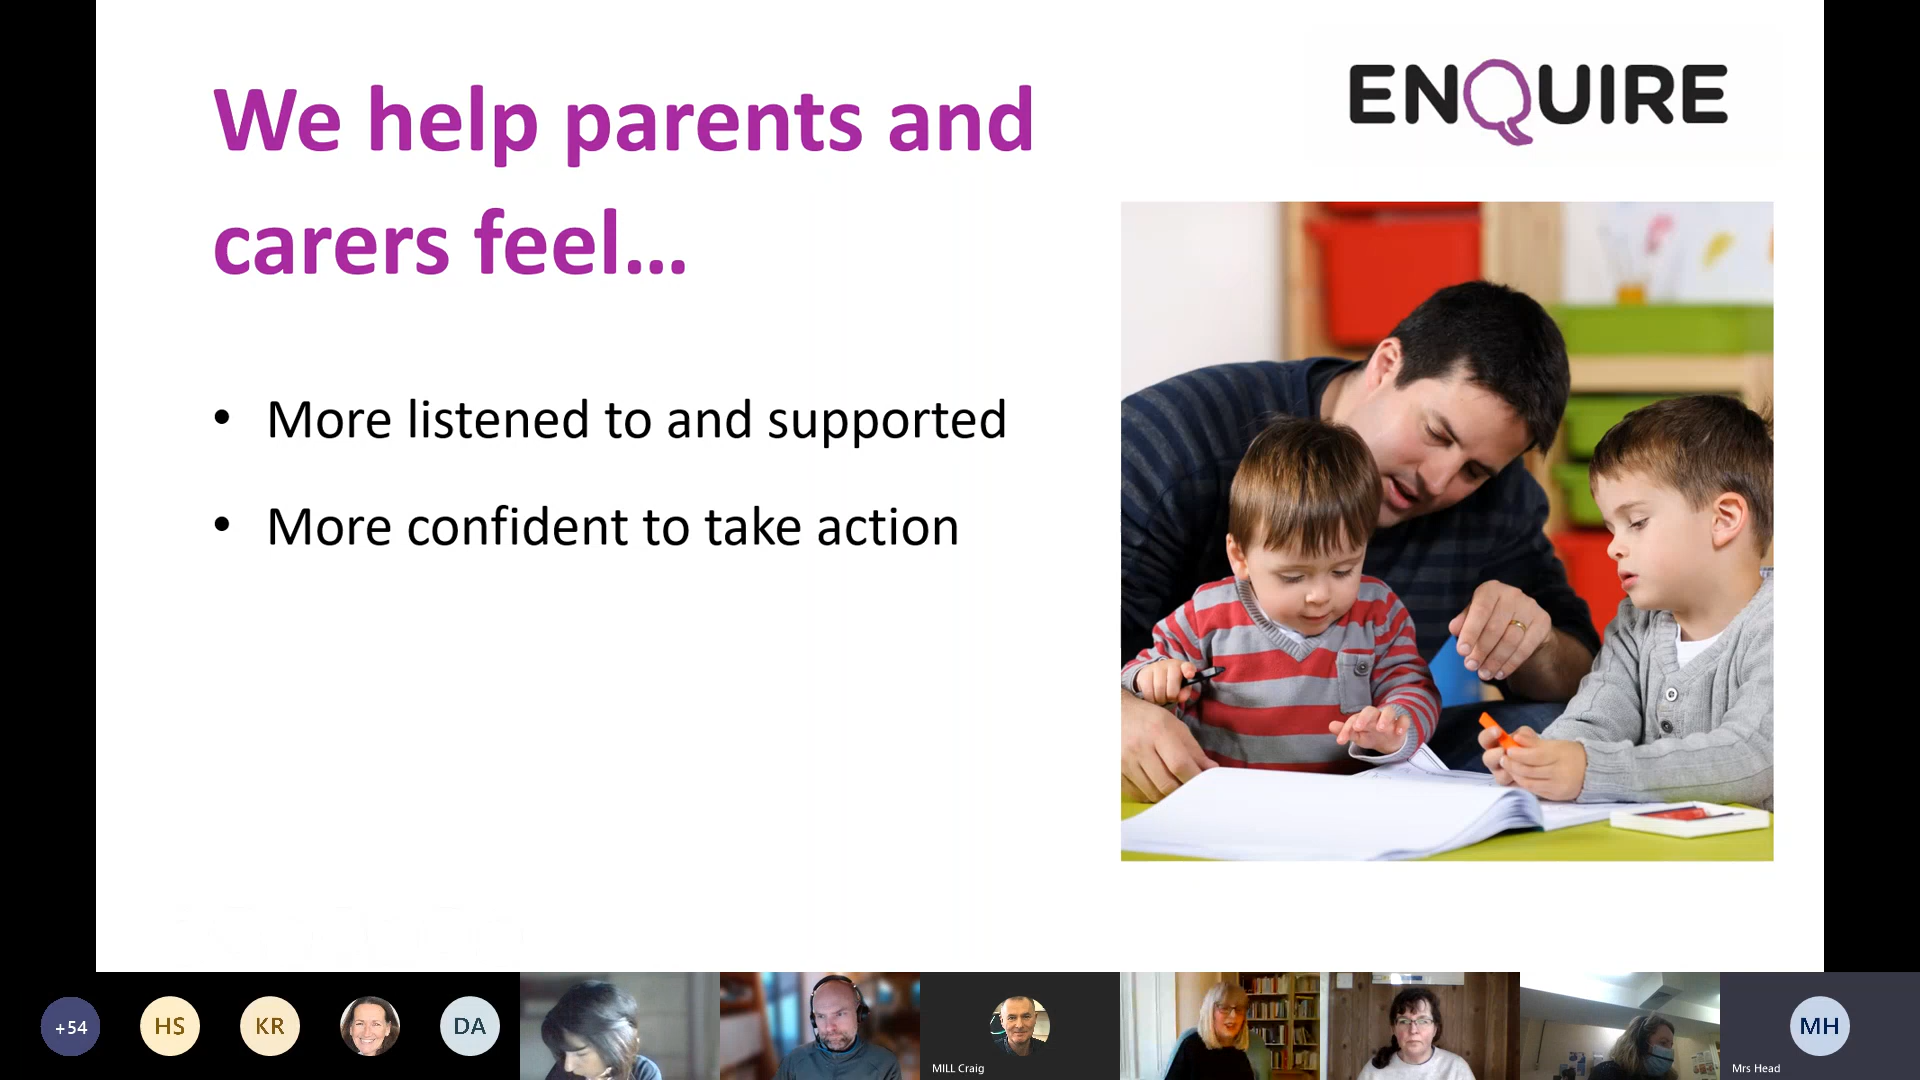 We help parents and
carers feel...
ENQUIRE
• More listened to and supported
• More confident to take action
+54
HS
KR
DA
MILL Craig
MH
Mrs Head